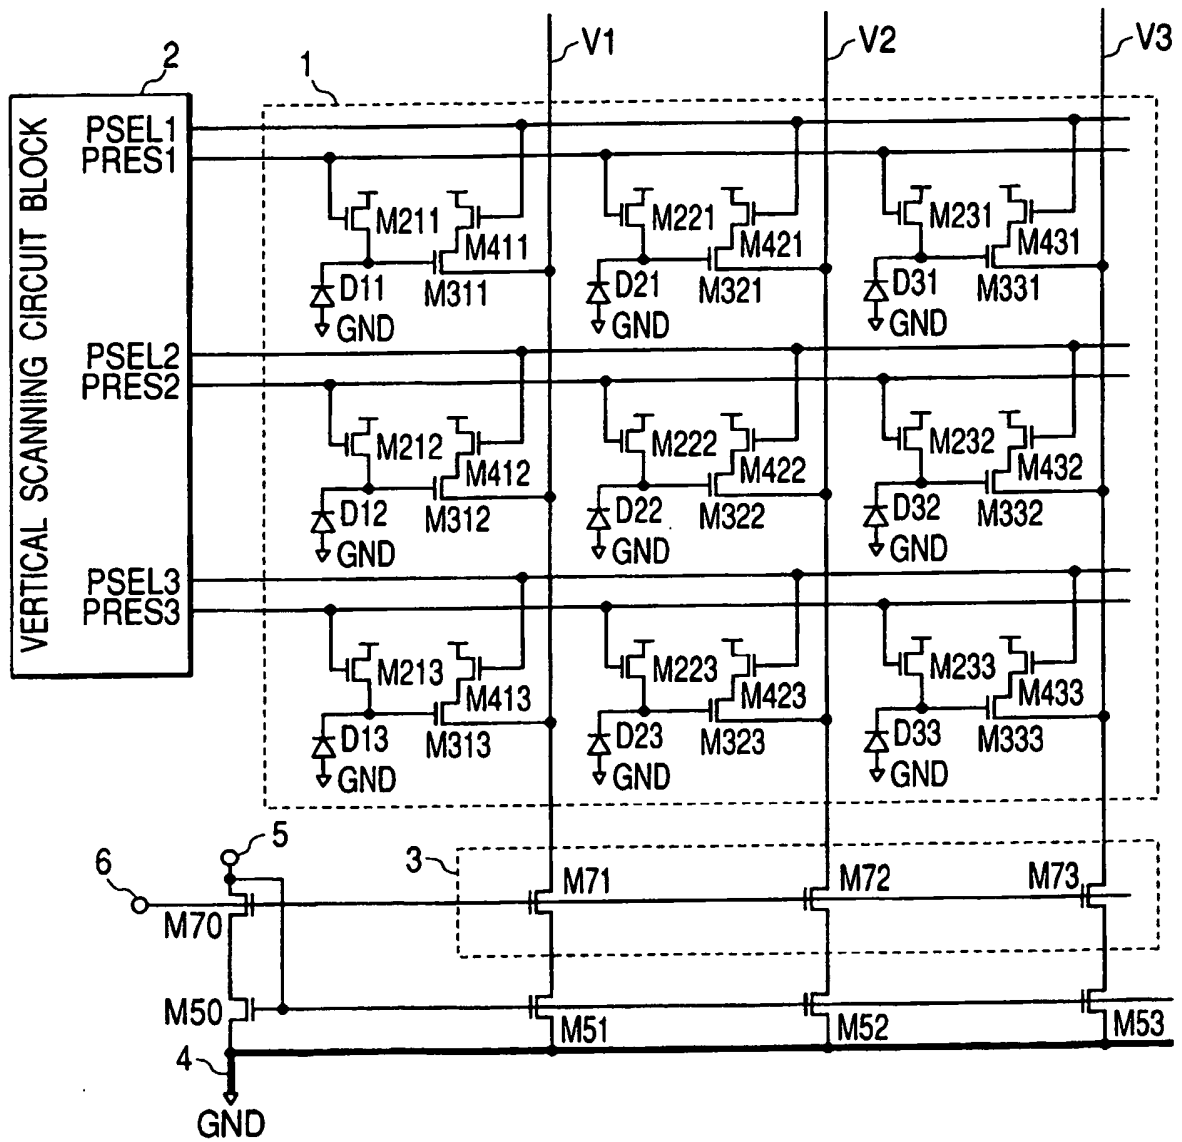 V1
V2
V3
2
1
VERTICAL SCANNING CIRCUIT BLOCK
PSEL1
PRES1
M211
M411
M221
M421
M231
M431
D11
M311
D21
M321
D31
M331
GND
GND
GND
PSEL2
PRES2
M212
M412
M222
M422
M232
M432
D12
M312
D22
M322
D32
M332
GND
GND
GND
PSEL3
PRES3
M213
M413
M223
M423
M233
M433
D13
M313
D23
M323
D33
M333
GND
GND
GND
5
6
3
M70
M71
M72
M73
M50
M51
M52
M53
4
GND